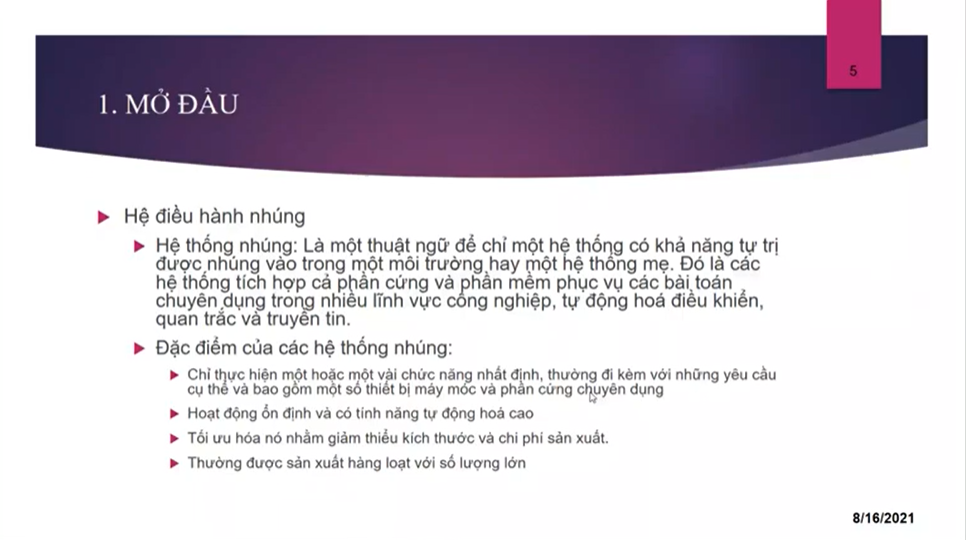 5
1. MỞ ĐẦU
Hệ điều hành nhúng
Hệ thống nhúng: Là một thuật ngữ để chỉ một hệ thống có khả năng tự trị
được nhúng vào trong một môi trường hay một hệ thống mẹ. Đó là các
hệ thống tích hợp cả phần cứng và phần mềm phục vụ các bài toán
chuyên dụng trong nhiều lĩnh vực công nghiệp, tự động hoá điều khiển,
quan trắc và truyền tin.
Đặc điểm của các hệ thống nhúng:
Chỉ thực hiện một hoặc một vài chức năng nhất định, thường đi kèm với những yêu cầu
cụ thể và bao gồm một số thiết bị máy móc và phần cứng chuyên dụng
Hoạt động ổn định và có tính năng tự động hoá cao
Tối ưu hóa nó nhằm giảm thiểu kích thước và chi phí sản xuất.
Thường được sản xuất hàng loạt với số lượng lớn
8/16/2021